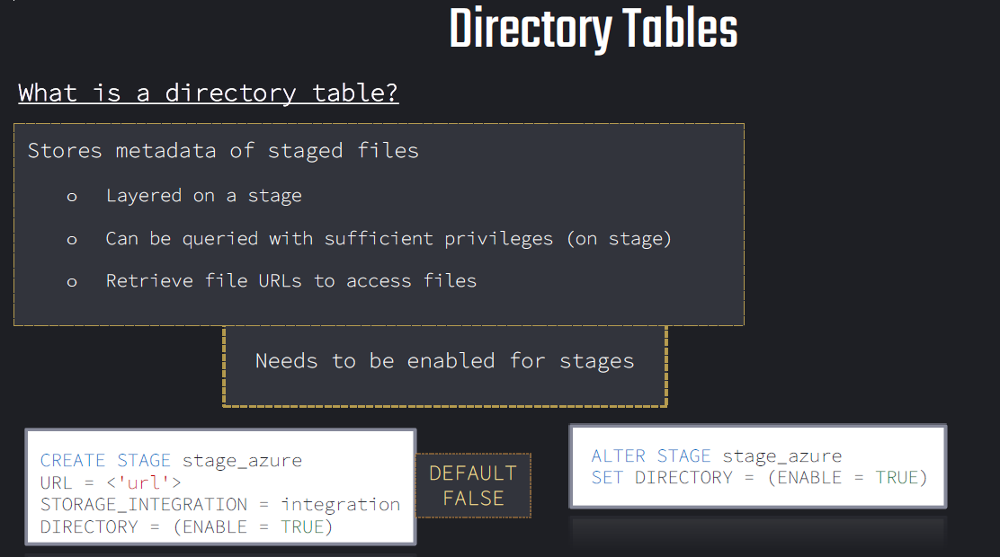 Directory Tables
What is a directory table?
Stores metadata of staged files
o Layered on a stage
o Can be queried with sufficient privileges (on stage)
o Retrieve file URLs to access files
Needs to be enabled for stages
CREATE STAGE stage_azure
URL = <'url'>
STORAGE_INTEGRATION = integration
DIRECTORY = (ENABLE = TRUE)
DEFAULT
FALSE
ALTER STAGE stage_azure
SET DIRECTORY = (ENABLE = TRUE)